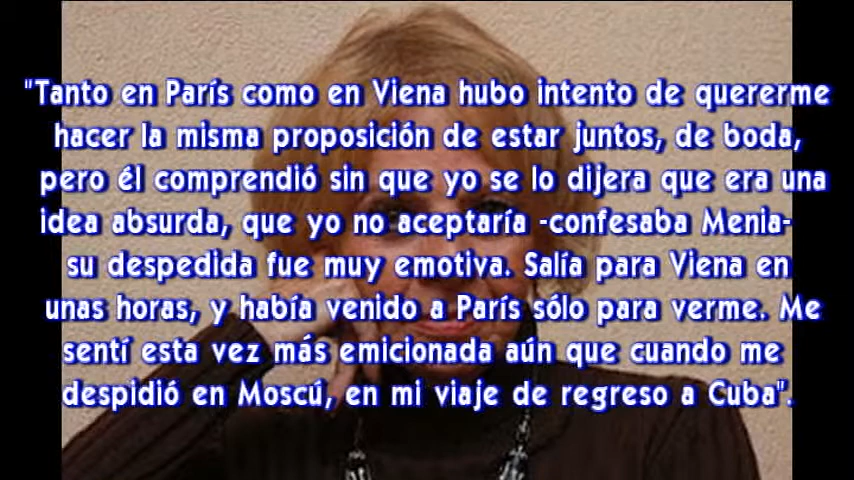 "Tanto en París como en Viena hubo intento de quererme
hacer la misma proposición de estar juntos, de boda,
pero él comprendió sin que yo se lo dijera que era una
idea absurda, que yo no aceptaría -confesaba Menia-
su despedida fue muy emotiva. Salía para Viena en
unas horas, y había venido a París sólo para verme. Me
sentí esta vez más emicionada aún que cuando me
despidió en Moscú, en mi viaje de regreso a Cuba".